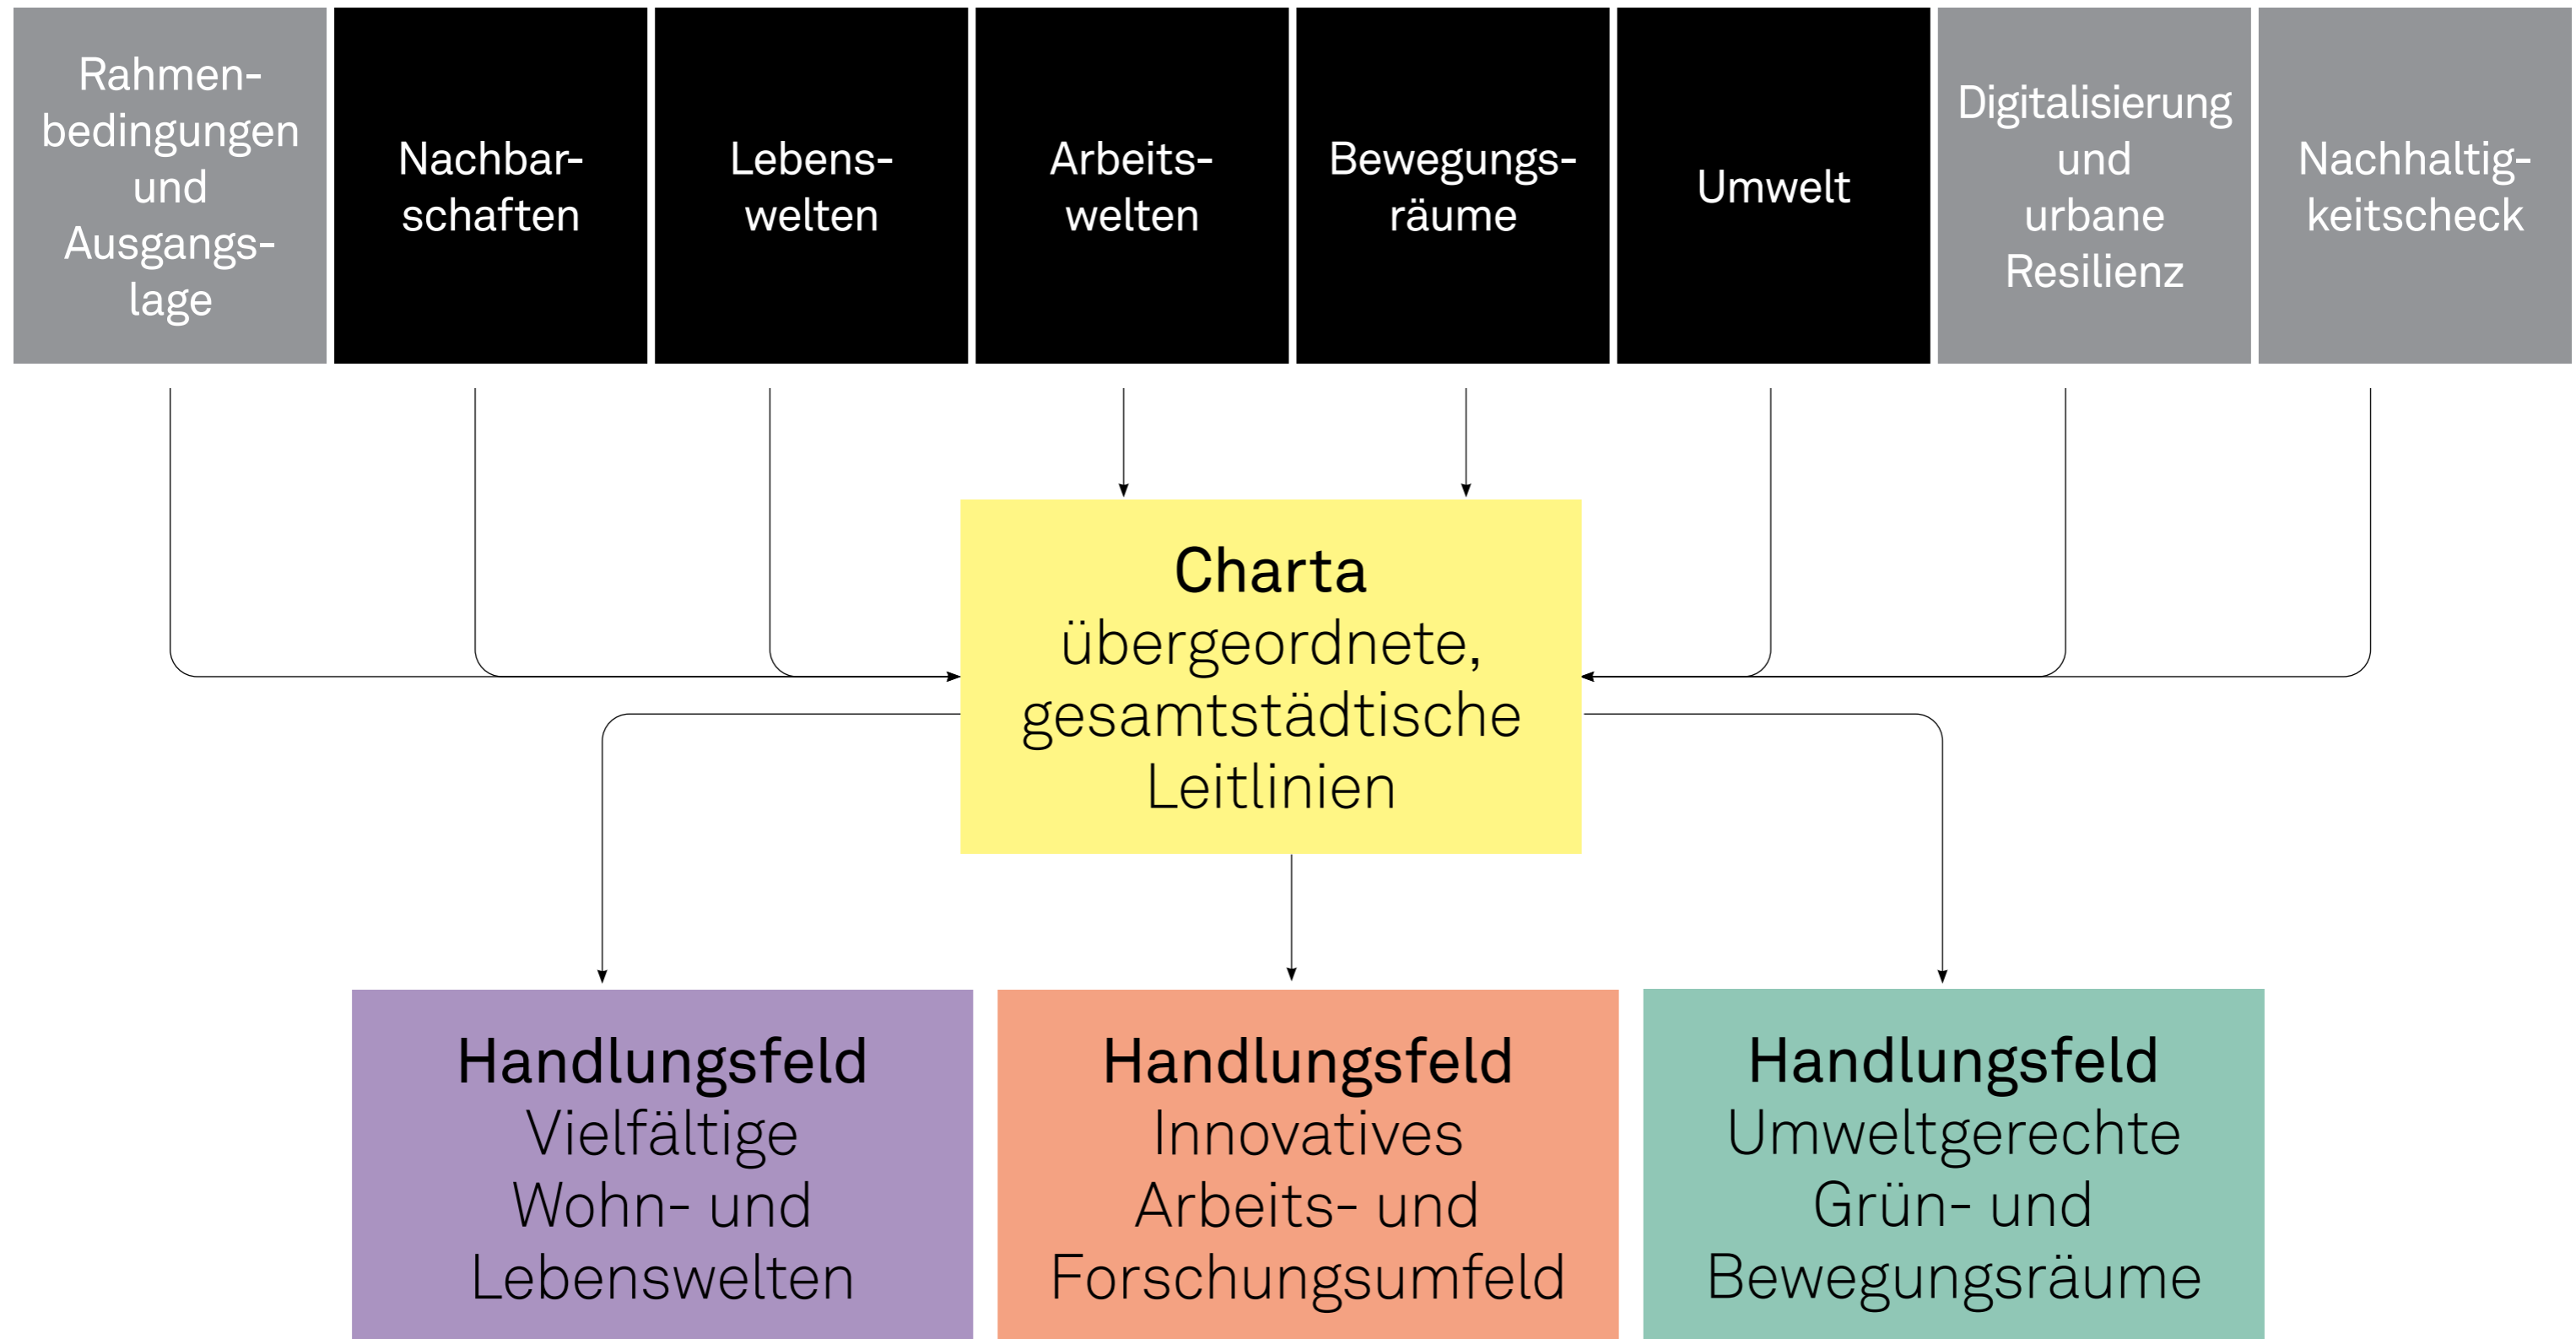 Rahmen-
bedingungen
und
Ausgangs-
lage
Nachbar-
schaften
Lebens-
welten
Arbeits-
welten
Bewegungs-
räume
Umwelt
Digitalisierung
und
urbane
Resilienz
Nachhaltig-
keitscheck
Charta
übergeordnete,
gesamtstädtische
Leitlinien
Handlungsfeld
Vielfältige
Wohn- und
Lebenswelten
Handlungsfeld
Innovatives
Arbeits- und
Forschungsumfeld
Handlungsfeld
Umweltgerechte
Grün- und
Bewegungsräume